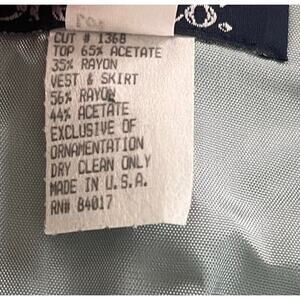 Co.
CUT # 1368
TOP 65% ACETATE
35% RAYON
VEST & SKIRT
56% RAYON
44% ACETATE
EXCLUSIVE OF
ORNAMENTATION
DRY CLEAN ONLY
MADE IN U.S.A.
RN# 84017